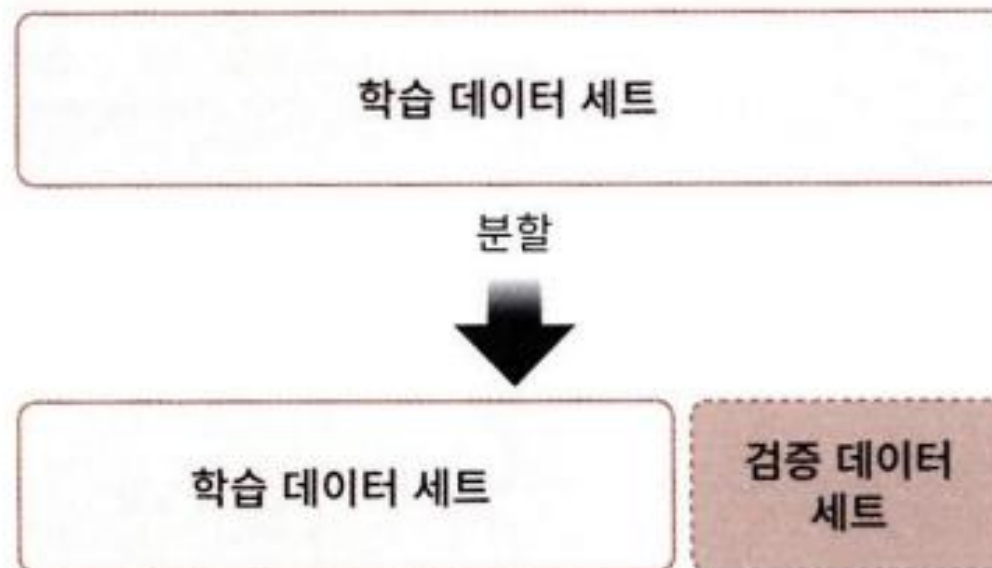 학습 데이터 세트
분할
학습 데이터 세트
검증 데이터
세트